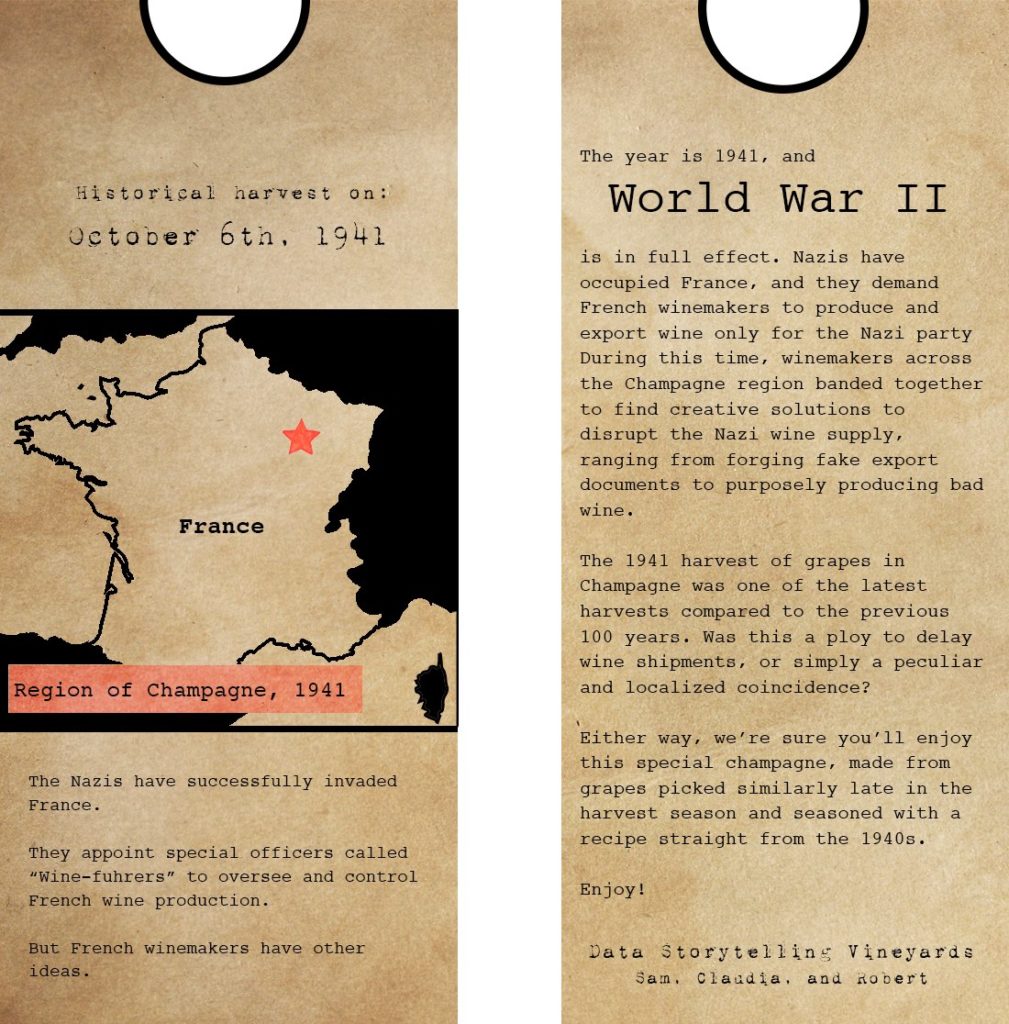 Historical harvest on:
October 6th, 1941
France
Region of Champagne, 1941
The Nazis have successfully invaded
France.
They appoint special officers called
“Wine-fuhrers” to oversee and control
French wine production.
But French winemakers have other
ideas.
The year is 1941, and
World War II
is in full effect. Nazis have
occupied France, and they demand
French winemakers to produce and
export wine only for the Nazi party
During this time, winemakers across
the Champagne region banded together
to find creative solutions to
disrupt the Nazi wine supply,
ranging from forging fake export
documents to purposely producing bad
wine.
The 1941 harvest of grapes in
Champagne was one of the latest
harvests compared to the previous
100 years. Was this a ploy to delay
wine shipments, or simply a peculiar
and localized coincidence?
Either way, we’re sure you’ll enjoy
this special champagne, made from
grapes picked similarly late in the
harvest season and seasoned with a
recipe straight from the 1940s.
Enjoy!
Data Storytelling Vineyards
Sam, Claudia, and Robert